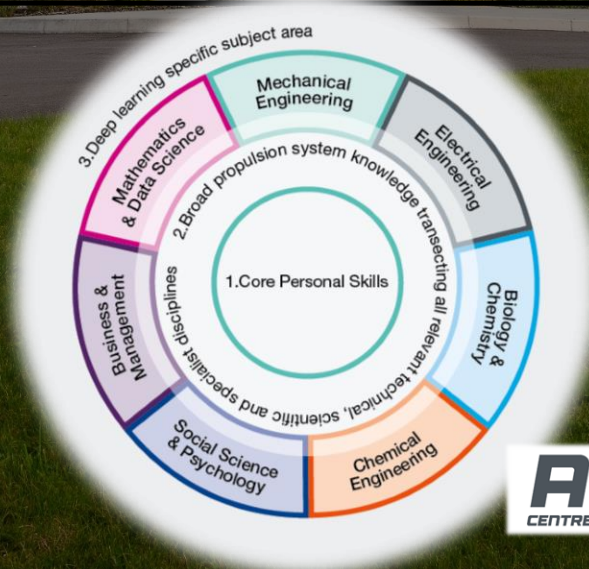 3.Deep learning specific subject area
Mechanical
Engineering
Electrical
Engineering
Biology &
Chemistry
Chemical
Engineering
Social Science
& Psychology
Business &
Management
Mathematics
& Data Science
2.Broad propulsion system knowledge transecting all relevant technical, scientific and specialist disciplines
1.Core Personal Skills
A
CENTRE